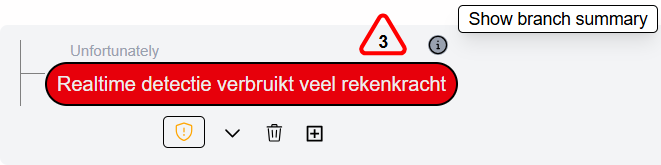 Show branch summary
3
Unfortunately
Realtime detectie verbruikt veel rekenkracht